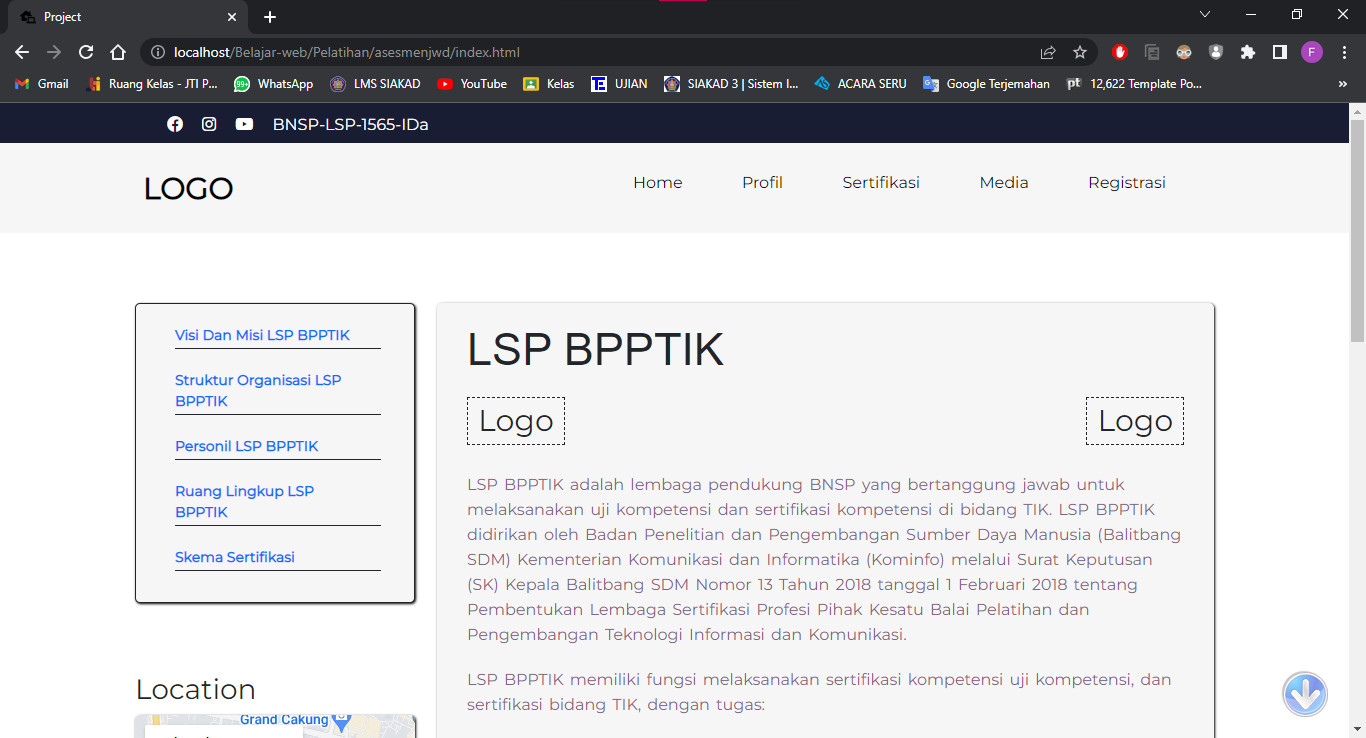 Project
localhost/Belajar-web/Pelatihan/asesmenjwd/index.html
F
Gmail
Ruang Kelas - JTI P...
99+
WhatsApp
LMS SIAKAD
YouTube
Kelas
UJIAN
SIAKAD 3 | Sistem I...
ACARA SERU
Google Terjemahan
pt
12,622 Template Po...
»
BNSP-LSP-1565-IDa
LOGO
Home
Profil
Sertifikasi
Media
Registrasi
Visi Dan Misi LSP BPPTIK
Struktur Organisasi LSP
BPPTIK
Personil LSP BPPTIK
Ruang Lingkup LSP
BPPTIK
Skema Sertifikasi
Location
Grand Cakung
LSP BPPTIK
Logo
Logo
LSP BPPTIK adalah lembaga pendukung BNSP yang bertanggung jawab untuk
melaksanakan uji kompetensi dan sertifikasi kompetensi di bidang TIK. LSP BPPTIK
didirikan oleh Badan Penelitian dan Pengembangan Sumber Daya Manusia (Balitbang
SDM) Kementerian Komunikasi dan Informatika (Kominfo) melalui Surat Keputusan
(SK) Kepala Balitbang SDM Nomor 13 Tahun 2018 tanggal 1 Februari 2018 tentang
Pembentukan Lembaga Sertifikasi Profesi Pihak Kesatu Balai Pelatihan dan
Pengembangan Teknologi Informasi dan Komunikasi.
LSP BPPTIK memiliki fungsi melaksanakan sertifikasi kompetensi uji kompetensi, dan
sertifikasi bidang TIK, dengan tugas: